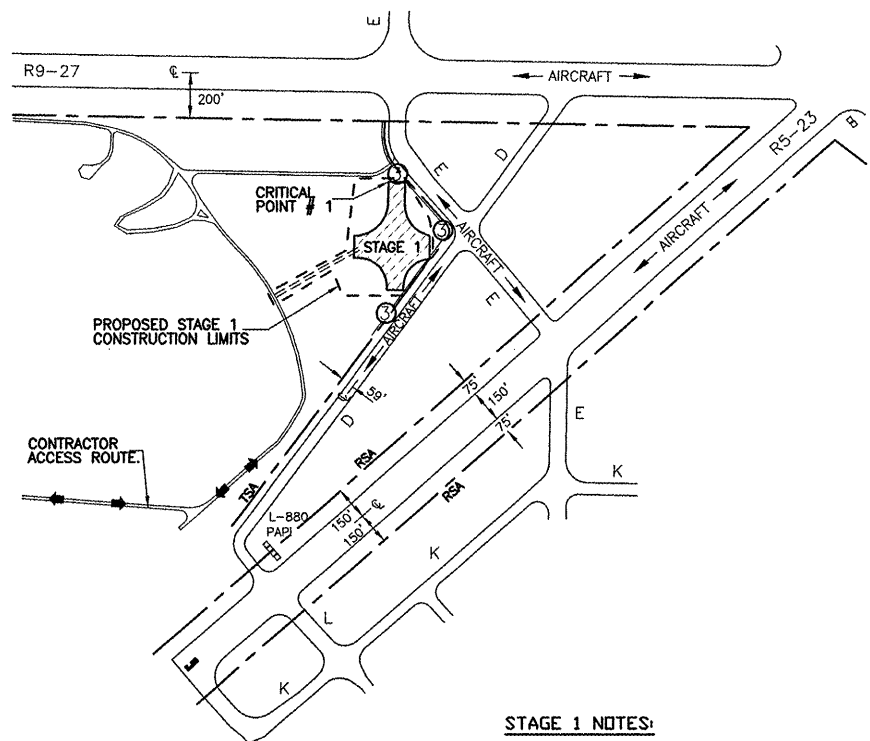 E
R9-27
℄
200'
AIRCRAFT
R5-23
B
E
D
CRITICAL
POINT # 1
3
3
STAGE 1
AIRCRAFT
AIRCRAFT
E
3
AIRCRAFT
PROPOSED STAGE 1
CONSTRUCTION LIMITS
℄
59'
D
75'
150'
75'
E
RSA
RSA
K
CONTRACTOR
ACCESS ROUTE.
TSA
L-880
PAPI
150'
150'
℄
K
L
K
STAGE 1 NOTES: